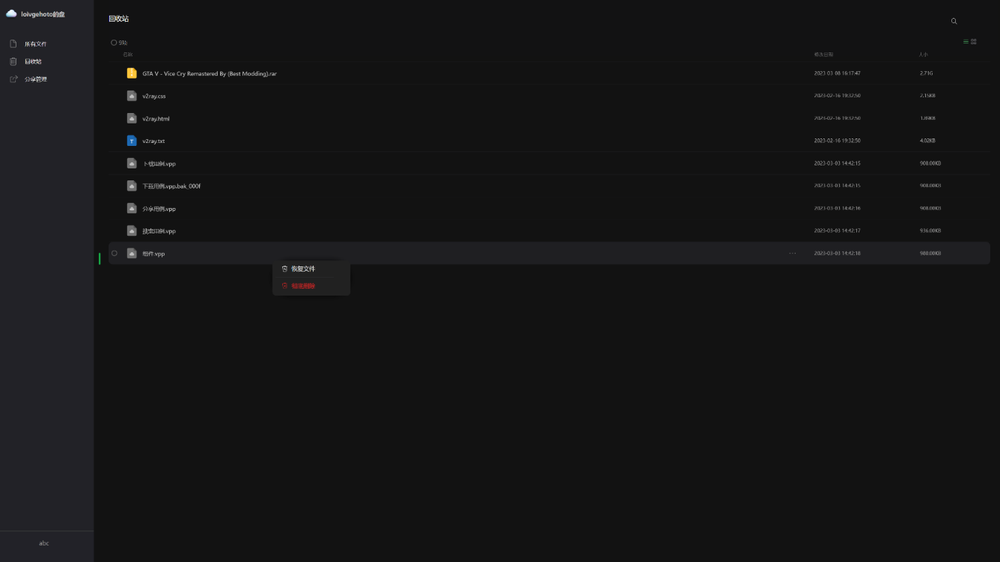 loivgehoto的盘
所有文件
回收站
分享管理
abc
回收站
9项
名称 修改日期 大小
GTA V - Vice Cry Remastered By (Best Modding).rar 2023-03-08 16:17:47 2.71G
v2ray.css 2023-02-16 19:32:50 2.15KB
v2ray.html 2023-02-16 19:32:50 1.89KB
v2ray.txt 2023-02-16 19:32:50 4.02KB
下载用例.vpp 2023-03-03 14:42:15 908.00KB
下载用例.vpp.bak_000f 2023-03-03 14:42:15 908.00KB
分享用例.vpp 2023-03-03 14:42:16 908.00KB
搜索用例.vpp 2023-03-03 14:42:17 936.00KB
组件.vpp ··· 2023-03-03 14:42:18 980.00KB
恢复文件
彻底删除